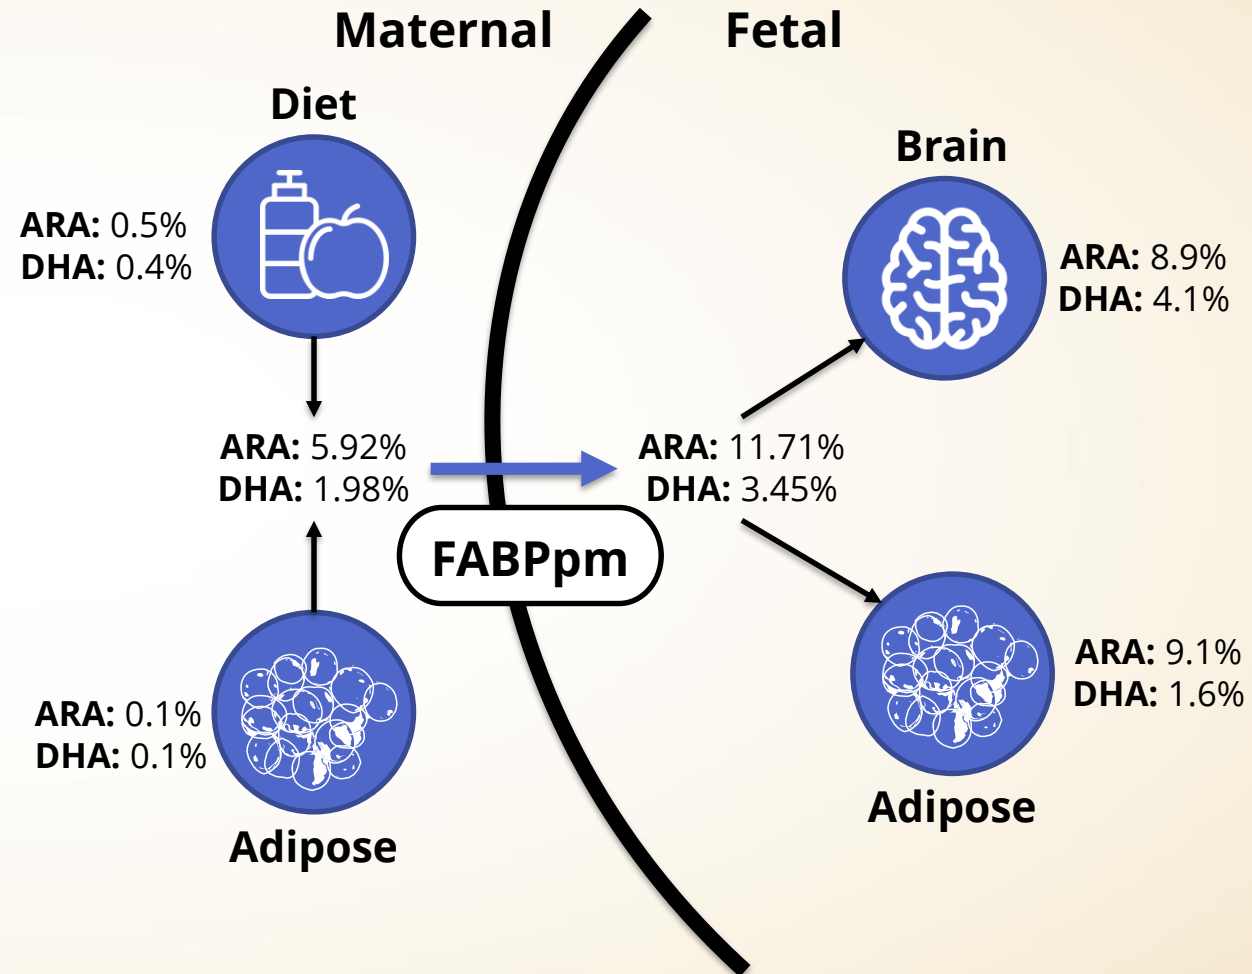 Maternal
Fetal
Diet
ARA: 0.5%
DHA: 0.4%
ARA: 5.92%
DHA: 1.98%
ARA: 0.1%
DHA: 0.1%
Adipose
FABPpm
ARA: 11.71%
DHA: 3.45%
Brain
ARA: 8.9%
DHA: 4.1%
ARA: 9.1%
DHA: 1.6%
Adipose